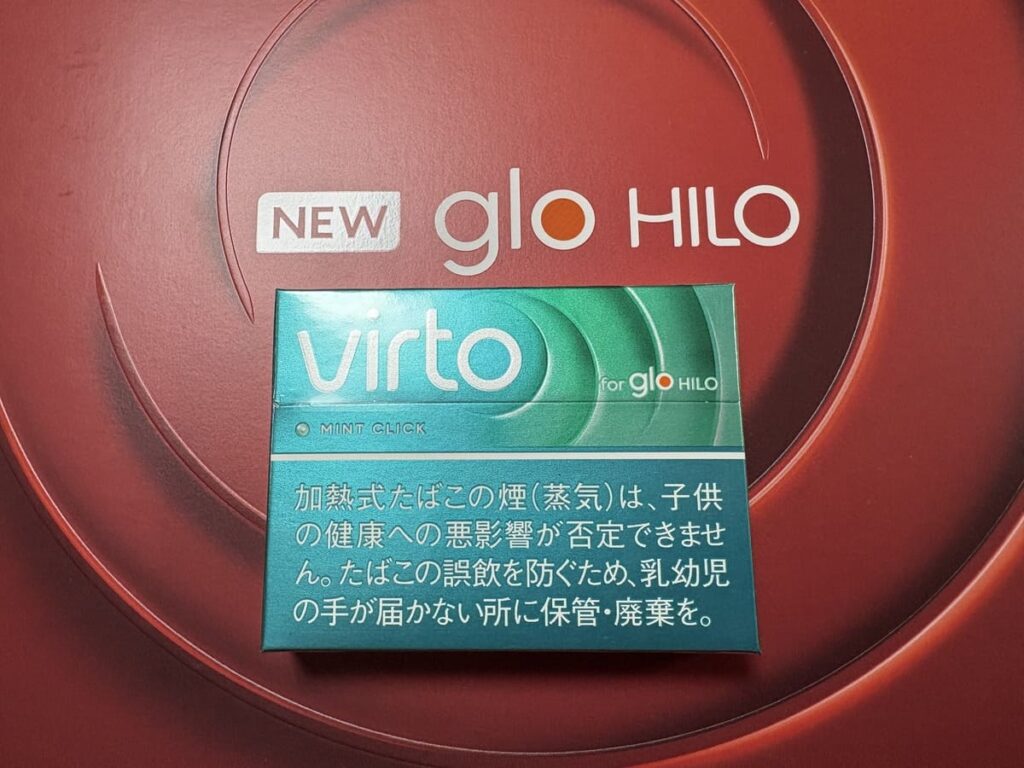 NEW glo HILO
virto
for glo HILO
MINT CLICK
加熱式たばこの煙(蒸気)は、子供
の健康への悪影響が否定できませ
ん。たばこの誤飲を防ぐため、乳幼児
の手が届かない所に保管・廃棄を。